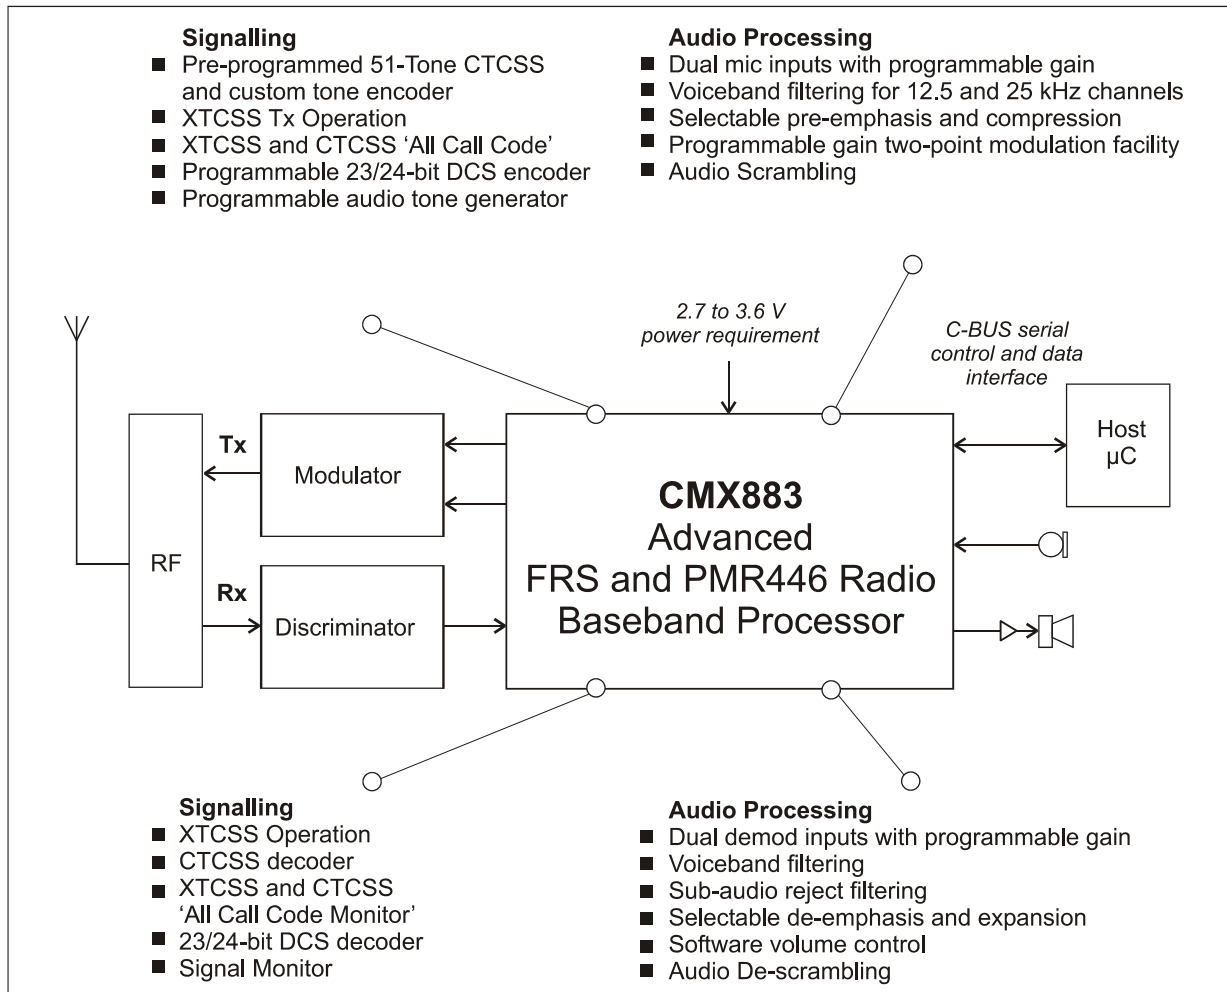 Signalling
■ Pre-programmed 51-Tone CTCSS
and custom tone encoder
■ XTCSS Tx Operation
■ XTCSS and CTCSS ‘All Call Code’
■ Programmable 23/24-bit DCS encoder
■ Programmable audio tone generator
Audio Processing
■ Dual mic inputs with programmable gain
■ Voiceband filtering for 12.5 and 25 kHz channels
■ Selectable pre-emphasis and compression
■ Programmable gain two-point modulation facility
■ Audio Scrambling
2.7 to 3.6 V
power requirement
C-BUS serial
control and data
interface
Host
µC
Tx
Modulator
RF
Rx
Discriminator
CMX883
Advanced
FRS and PMR446 Radio
Baseband Processor
Signalling
■ XTCSS Operation
■ CTCSS decoder
■ XTCSS and CTCSS
‘All Call Code Monitor’
■ 23/24-bit DCS decoder
■ Signal Monitor
Audio Processing
■ Dual demod inputs with programmable gain
■ Voiceband filtering
■ Sub-audio reject filtering
■ Selectable de-emphasis and expansion
■ Software volume control
■ Audio De-scrambling